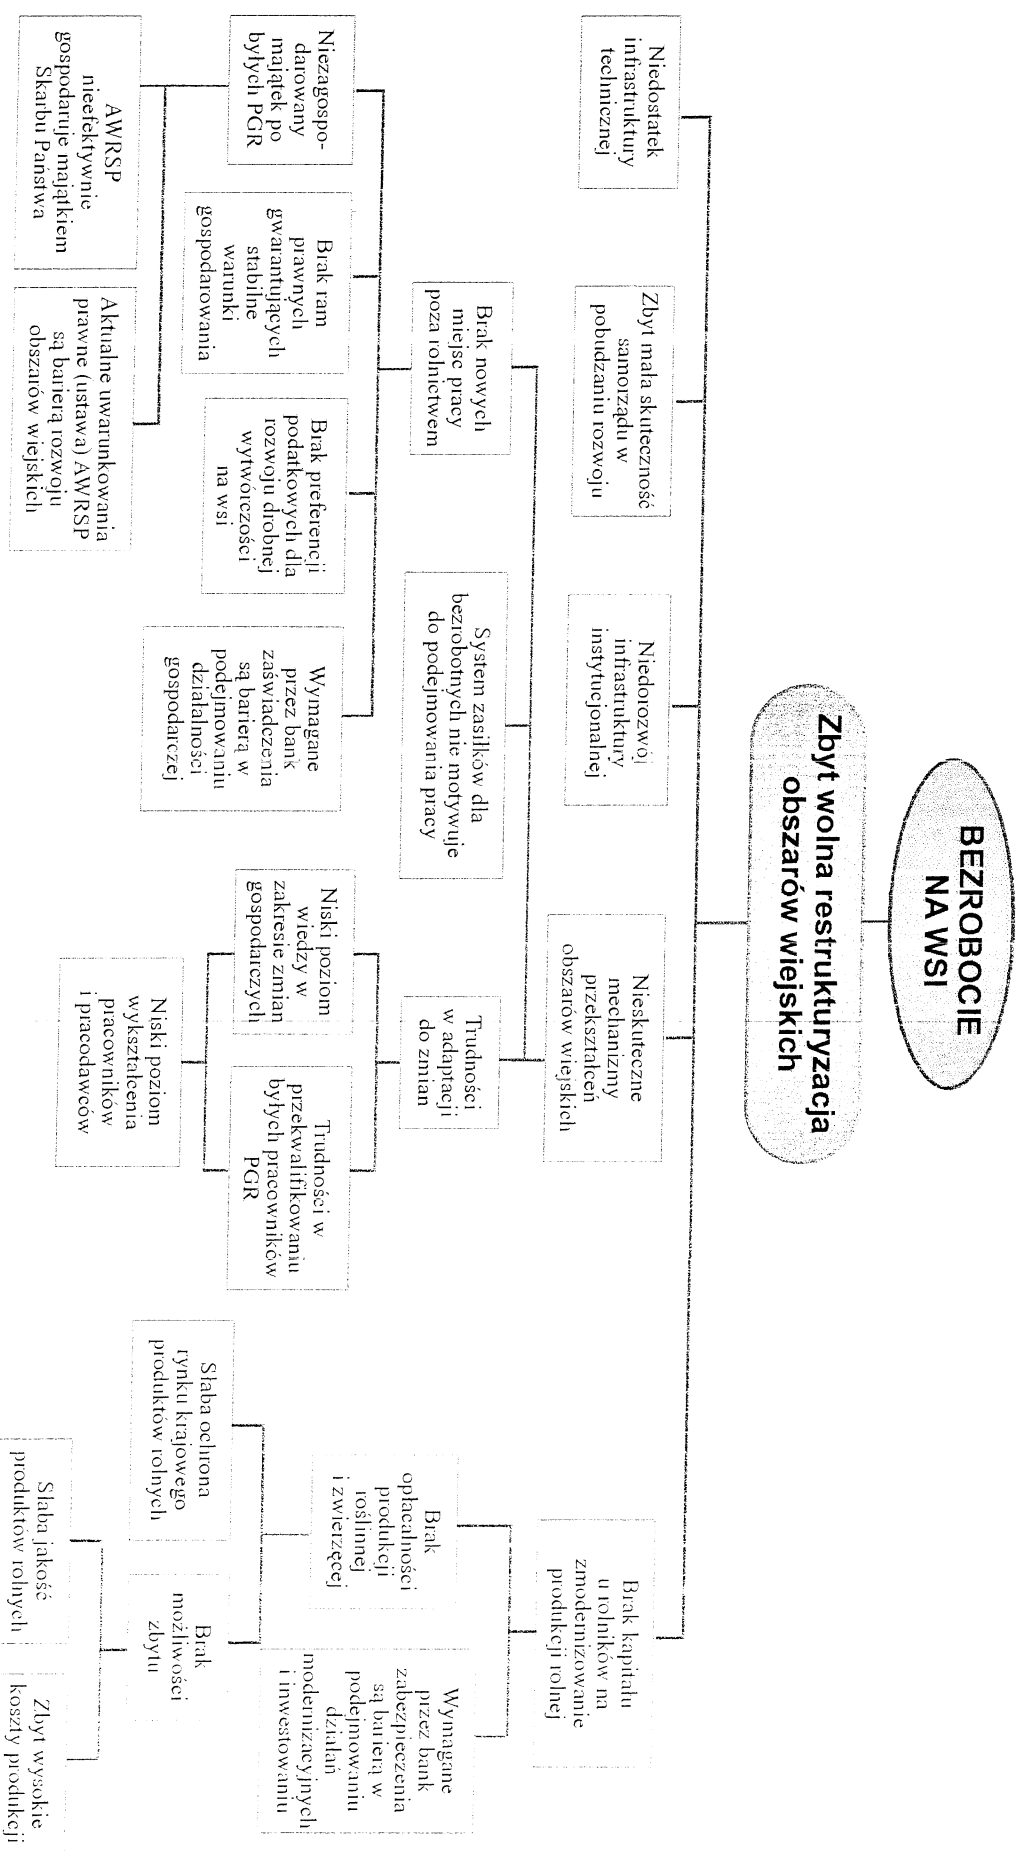 BEZROBOCIE
NA WSI
Zbyt wolna restrukturyzacja
obszarów wiejskich
Niedostatek
infrastruktury
technicznej
Zbyt mała skuteczność
samorządu w
pobudzaniu rozwoju
Niedorozwój
infrastruktury
instytucjonalnej
Nieskuteczne
mechanizmy
przekształceń
obszarów wiejskich
Brak kapitału
u rolników na
zmodernizowanie
produkcji rolnej
Brak nowych
miejsc pracy
poza rolnictwem
System zasiłków dla
bezrobotnych nie motywuje
do podejmowania pracy
Trudności
w adaptacji
do zmian
Brak
opłacalności
produkcji
roślinnej
i zwierzęcej
Wymagane
przez bank
zabezpieczenia
są barierą w
podejmowaniu
działań
modernizacyjnych
i inwestowaniu
Niezagospo-
darowany
majątek po
byłych PGR
Brak ram
prawnych
gwarantujących
stabilne
warunki
gospodarowania
Brak preferencji
podatkowych dla
rozwoju drobnej
wytwórczości
na wsi
Wymagane
przez bank
zaświadczenia
są barierą w
podejmowaniu
działalności
gospodarczej
Niski poziom
wiedzy w
zakresie zmian
gospodarczych
Trudności w
przekwalifikowaniu
byłych pracowników
PGR
Słaba ochrona
rynku krajowego
produktów rolnych
Brak
możliwości
zbytu
AWRSP
nieefektywnie
gospodaruje majątkiem
Skarbu Państwa
Aktualne uwarunkowania
prawne (ustawa) AWRSP
są barierą rozwoju
obszarów wiejskich
Niski poziom
wykształcenia
pracowników
i pracodawców
Słaba jakość
produktów rolnych
Zbyt wysokie
koszty produkcji